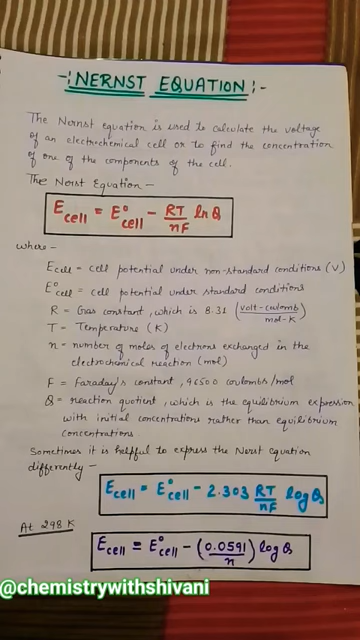 -: NERNST EQUATION :-
The Nernst equation is used to calculate the voltage
of an electrochemical cell or to find the concentration
of one of the components of the cell.
The Nerst Equation -
E cell = E° cell - RT/nF ln Q
where -
Ecell = cell potential under non-standard conditions (V)
E°cell = cell potential under standard conditions
R = Gas constant, which is 8.31 (volt-coulomb/mol-K)
T = Temperature (K)
n = number of moles of electrons exchanged in the
electrochemical reaction (mol)
F = Faraday's constant, 96500 coulombs/mol
Q = reaction quotient, which is the equilibrium expression
with initial concentrations rather than equilibrium
concentrations
Sometimes it is helpful to express the Nerst Equation
differently -
Ecell = E°cell - 2.303 RT/nF log Q
At 298 K
Ecell = E°cell - (0.0591/n) log Q
@chemistrywithshivani